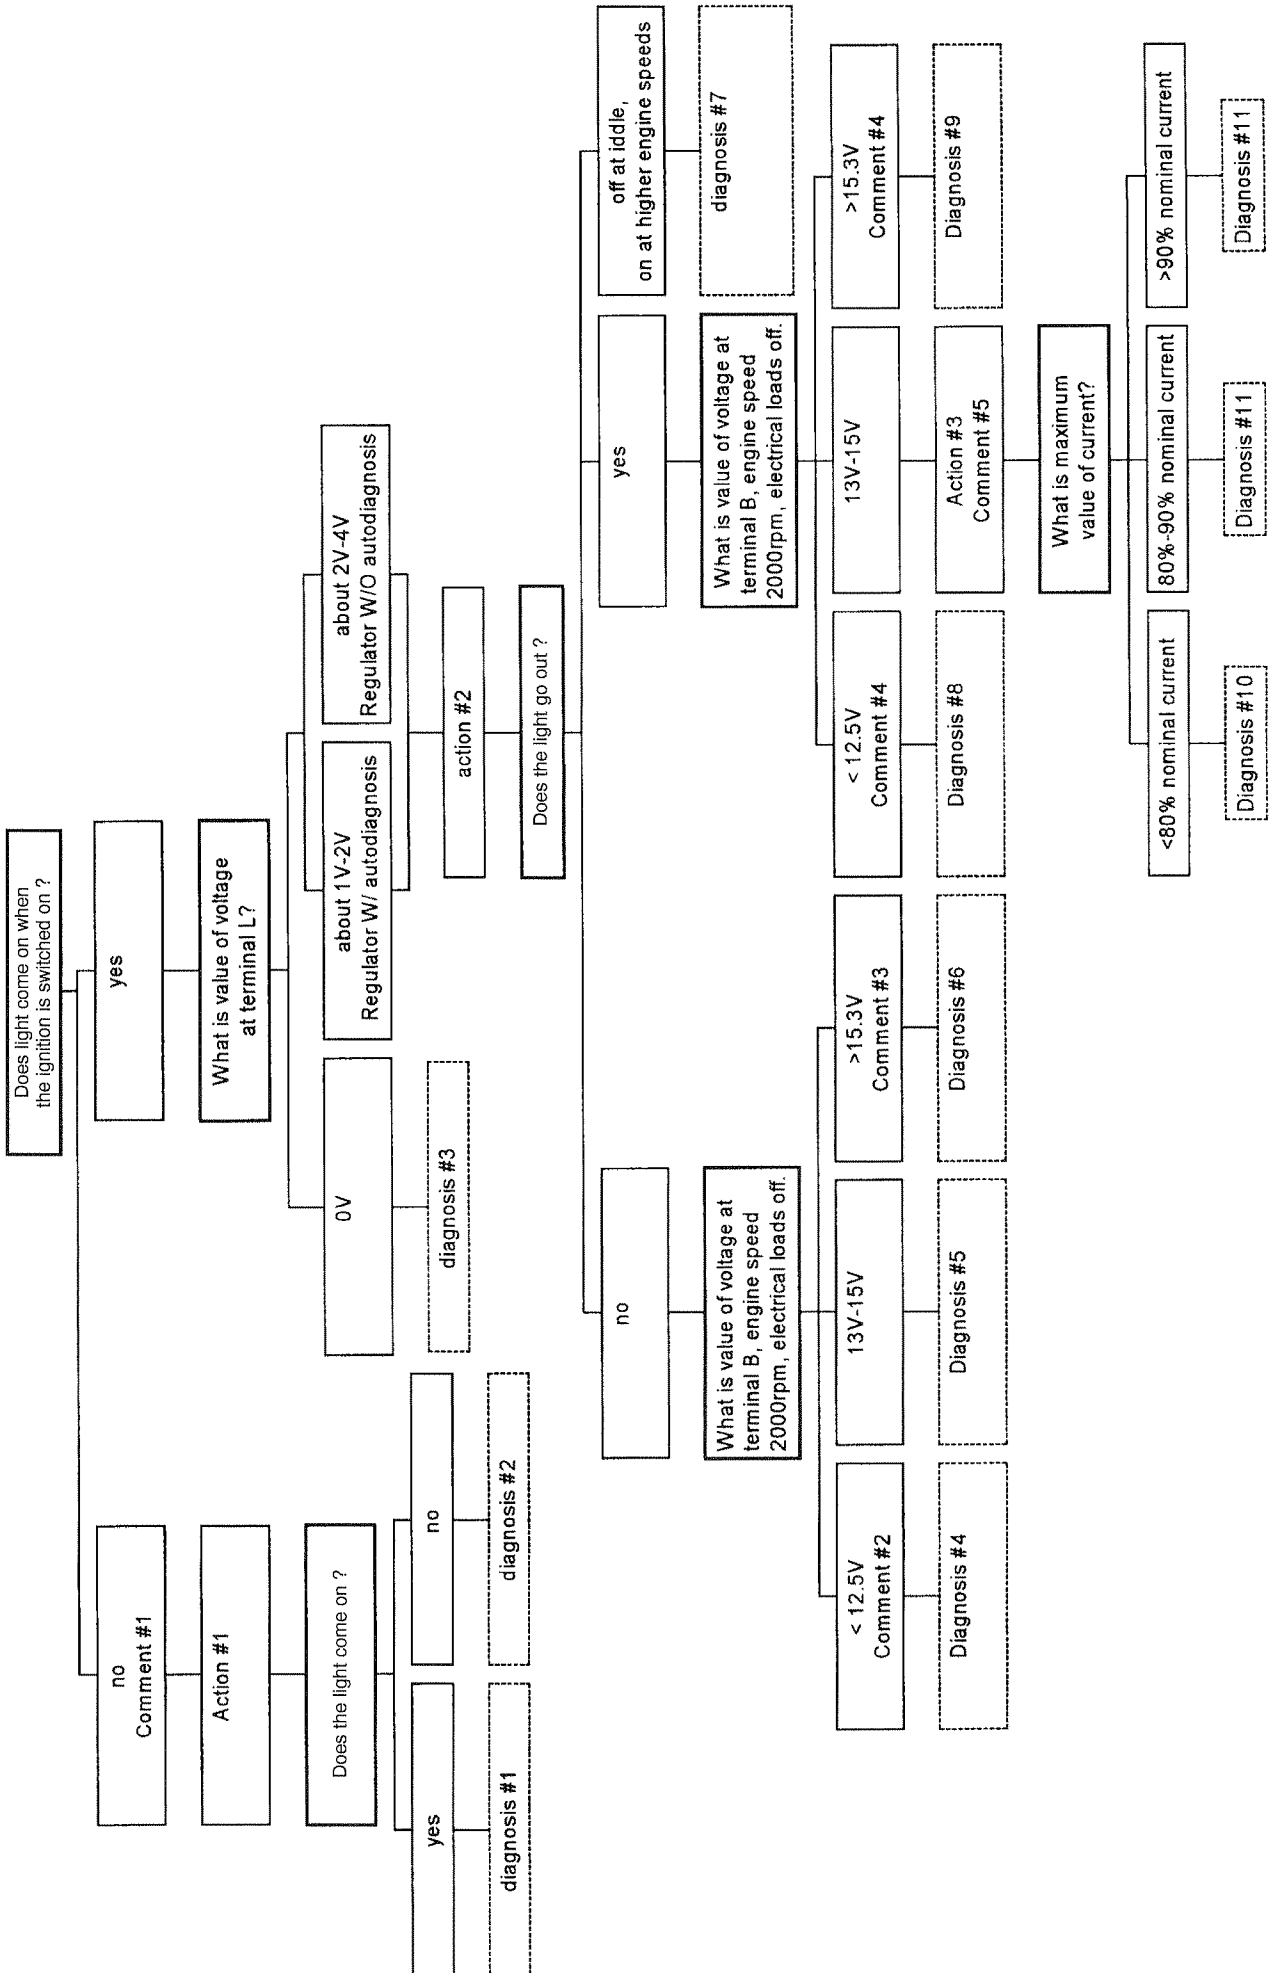 Does light come on when
the ignition is switched on ?
no
Comment #1
yes
Action #1
What is value of voltage
at terminal L?
Does the light come on ?
0V
about 1V-2V
Regulator W/ autodiagnosis
about 2V-4V
Regulator W/O autodiagnosis
yes
no
diagnosis #3
action #2
diagnosis #1
diagnosis #2
Does the light go out ?
no
yes
off at iddle,
on at higher engine speeds
What is value of voltage at
terminal B, engine speed
2000rpm, electrical loads off.
What is value of voltage at
terminal B, engine speed
2000rpm, electrical loads off.
diagnosis #7
< 12.5V
Comment #2
13V-15V
>15.3V
Comment #3
< 12.5V
Comment #4
13V-15V
>15.3V
Comment #4
Diagnosis #4
Diagnosis #5
Diagnosis #6
Diagnosis #8
Action #3
Comment #5
Diagnosis #9
What is maximum
value of current?
<80% nominal current
80%-90% nominal current
>90% nominal current
Diagnosis #10
Diagnosis #11
Diagnosis #11